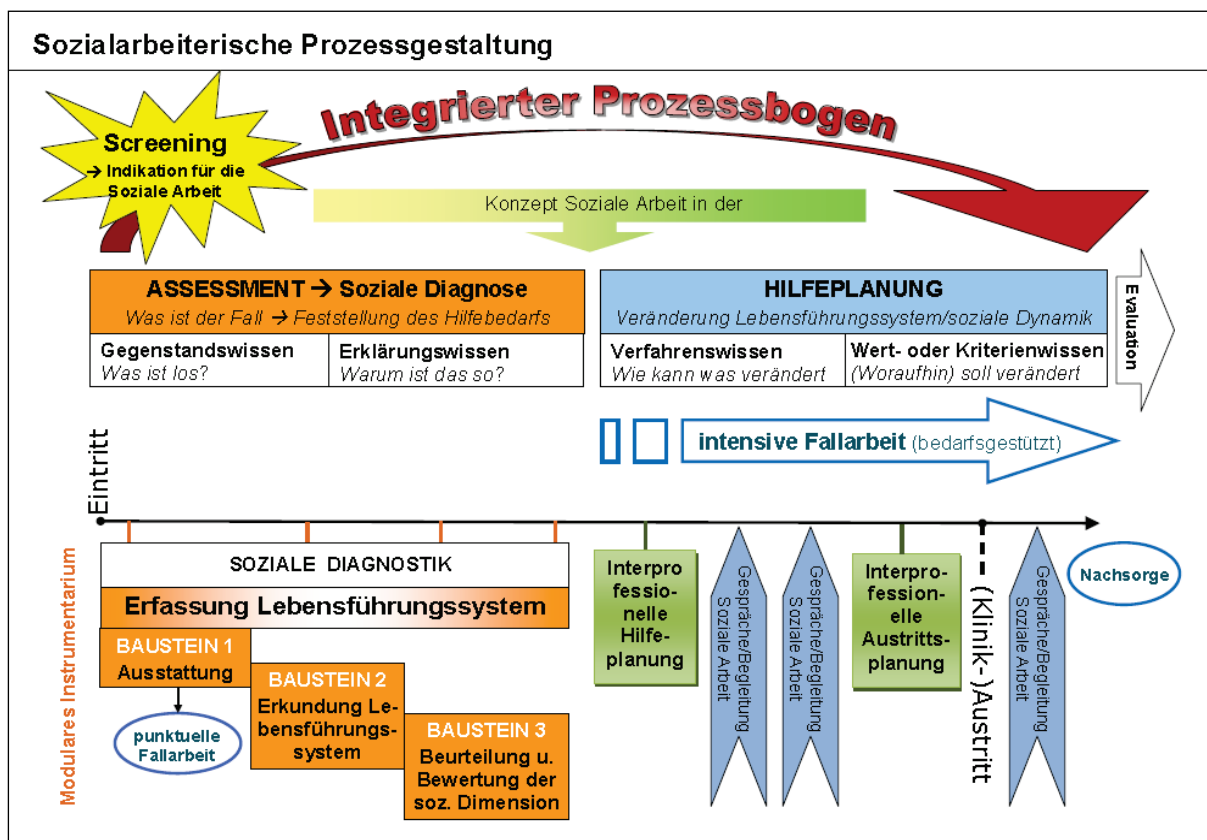 Sozialarbeiterische Prozessgestaltung
Integrierter Prozessbogen
Screening
→ Indikation für die
Soziale Arbeit
Konzept Soziale Arbeit in der
ASSESSMENT → Soziale Diagnose
Was ist der Fall → Feststellung des Hilfebedarfs
Gegenstandswissen
Was ist los?
Erklärungswissen
Warum ist das so?
HILFEPLANUNG
Veränderung Lebensführungssystem/soziale Dynamik
Verfahrenswissen
Wie kann was verändert
Wert- oder Kriterienwissen
(Woraufhin) soll verändert
Evaluation
intensive Fallarbeit (bedarfsgestützt)
Eintritt
Modulares Instrumentarium
SOZIALE DIAGNOSTIK
Erfassung Lebensführungssystem
BAUSTEIN 1
Ausstattung
punktuelle
Fallarbeit
BAUSTEIN 2
Erkundung Le-
bensführungs-
system
BAUSTEIN 3
Beurteilung u.
Bewertung der
soz. Dimension
Interpro
fessio-
nelle
Hilfe-
planung
Gespräche/Begleitung
Soziale Arbeit
Gespräche/Begleitung
Soziale Arbeit
Interpro-
fession-
elle
Austritts-
planung
(Klinik-)Austritt
Gespräche/Begleitung
Soziale Arbeit
Nachsorge